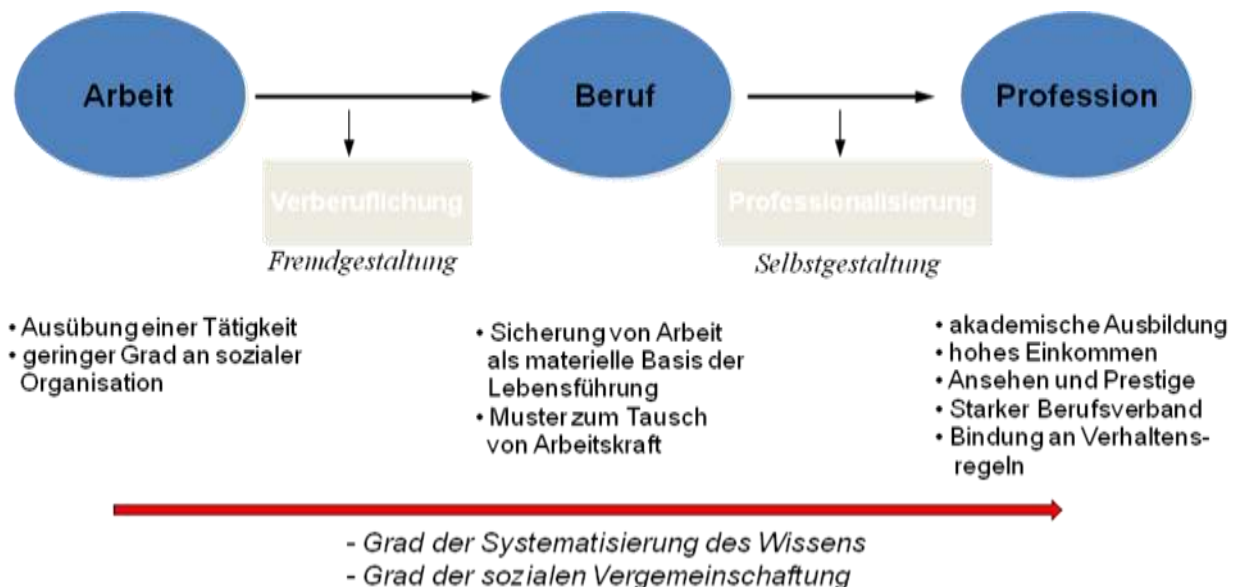 Arbeit
Beruf
Profession
Verberuflichung
Professionalisierung
Fremdgestaltung
Selbstgestaltung
• Ausübung einer Tätigkeit
• geringer Grad an sozialer
Organisation
• Sicherung von Arbeit
als materielle Basis der
Lebensführung
• Muster zum Tausch
von Arbeitskraft
• akademische Ausbildung
• hohes Einkommen
• Ansehen und Prestige
• Starker Berufsverband
• Bindung an Verhaltens-
regeln
- Grad der Systematisierung des Wissens
- Grad der sozialen Vergemeinschaftung